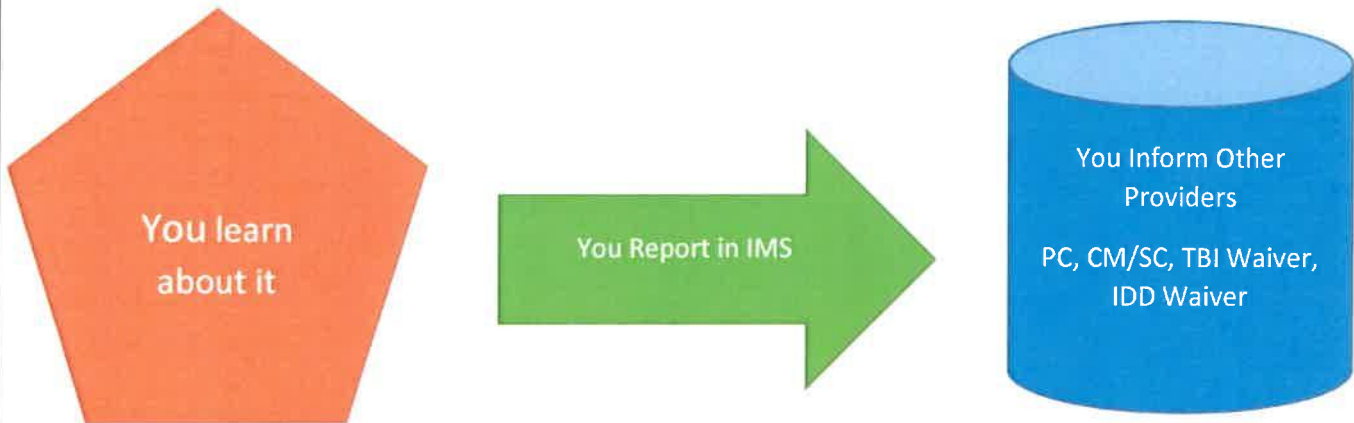 You learn
about it
You Report in IMS
You Inform Other
Providers
PC, CM/SC, TBI Waiver,
IDD Waiver